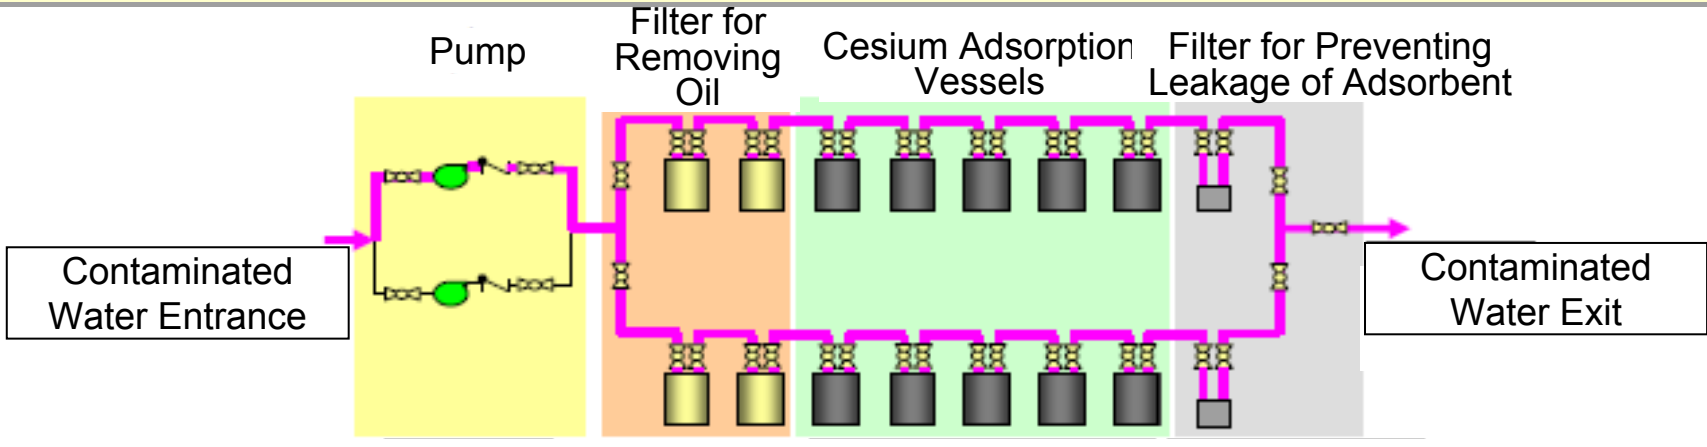 Pump
Filter for
Removing
Oil
Cesium Adsorption
Vessels
Filter for Preventing
Leakage of Adsorbent
Contaminated
Water Entrance
Contaminated
Water Exit